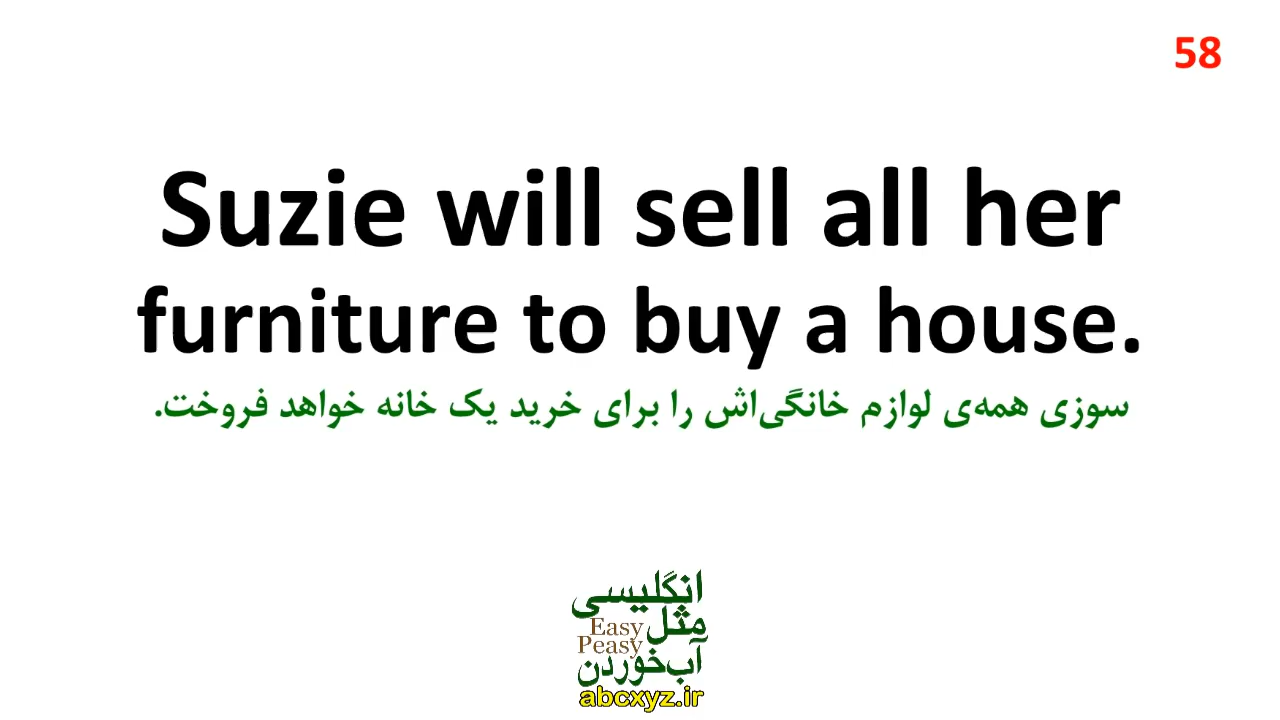 58
Suzie will sell all her
furniture to buy a house.
سوزی همه‌ی لوازم خانگی‌اش را برای خرید یک خانه خواهد فروخت.
انگلیسی
مثل
Easy
Peasy
آب‌خوردن
abcxyz.ir